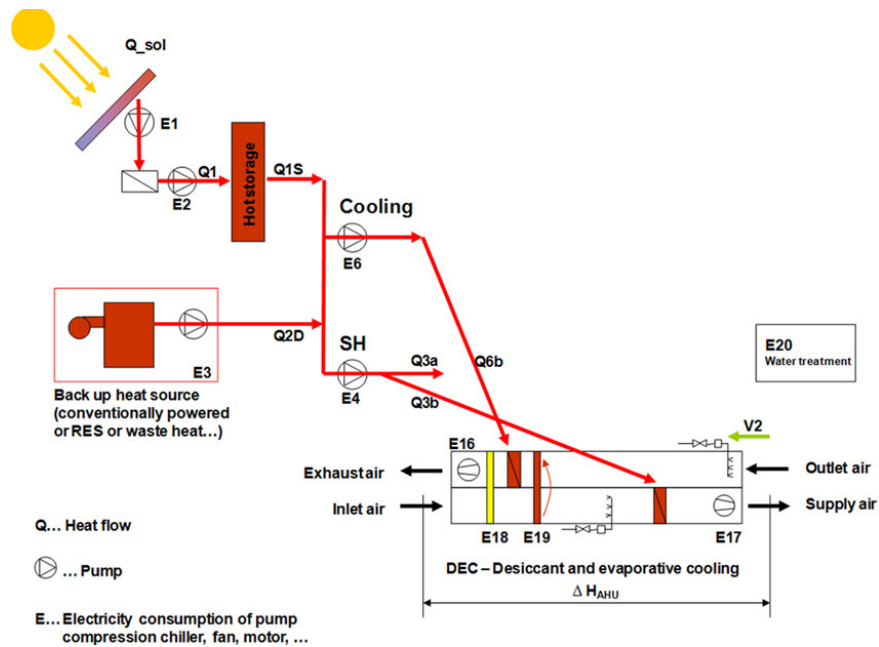 Q_sol
E1
Q1
E2
Hot storage
Q1S
Cooling
E6
Q2D
E3
SH
E4
Q3a
Q3b
Q6b
E20
Water treatment
Back up heat source
(conventionally powered
or RES or waste heat…)
V2
E16
Exhaust air
Outlet air
Inlet air
Supply air
E18
E19
E17
DEC – Desiccant and evaporative cooling
Δ HAHU
Q… Heat flow
… Pump
E… Electricity consumption of pump
compression chiller, fan, motor, …